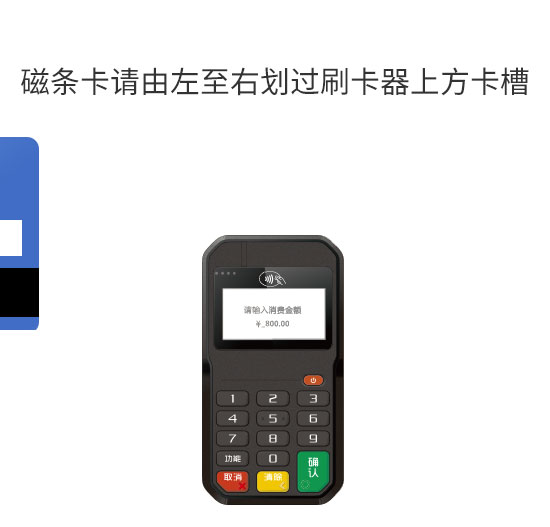 磁条卡请由左至右划过刷卡器上方卡槽
请输入消费金额
¥_800.00
1 2 3
4 5 6
7 8 9
功能 0 确认
取消 清除